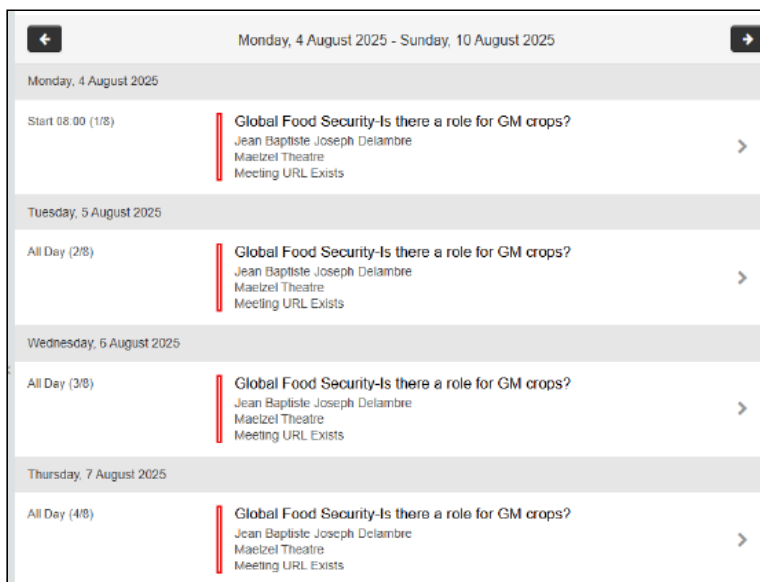 Monday, 4 August 2025 - Sunday, 10 August 2025
Monday, 4 August 2025
Start 08:00 (1/8)
Global Food Security-Is there a role for GM crops?
Jean Baptiste Joseph Delambre
Maelzel Theatre
Meeting URL Exists
Tuesday, 5 August 2025
All Day (2/8)
Global Food Security-Is there a role for GM crops?
Jean Baptiste Joseph Delambre
Maelzel Theatre
Meeting URL Exists
Wednesday, 6 August 2025
All Day (3/8)
Global Food Security-Is there a role for GM crops?
Jean Baptiste Joseph Delambre
Maelzel Theatre
Meeting URL Exists
Thursday, 7 August 2025
All Day (4/8)
Global Food Security-Is there a role for GM crops?
Jean Baptiste Joseph Delambre
Maelzel Theatre
Meeting URL Exists